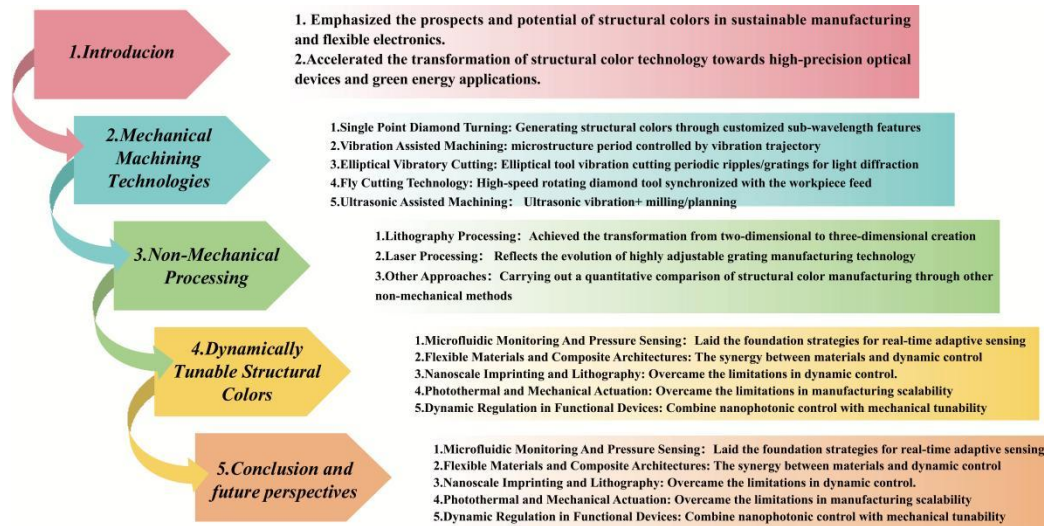 1.Introducion
1. Emphasized the prospects and potential of structural colors in sustainable manufacturing
and flexible electronics.
2.Accelerated the transformation of structural color technology towards high-precision optical
devices and green energy applications.
2.Mechanical
Machining
Technologies
1.Single Point Diamond Turning: Generating structural colors through customized sub-wavelength features
2.Vibration Assisted Machining: microstructure period controlled by vibration trajectory
3.Elliptical Vibratory Cutting: Elliptical tool vibration cutting periodic ripples/gratings for light diffraction
4.Fly Cutting Technology: High-speed rotating diamond tool synchronized with the workpiece feed
5.Ultrasonic Assisted Machining： Ultrasonic vibration+ milling/planning
3.Non-Mechanical
Processing
1.Lithography Processing： Achieved the transformation from two-dimensional to three-dimensional creation
2.Laser Processing： Reflects the evolution of highly adjustable grating manufacturing technology
3.Other Approaches： Carrying out a quantitative comparison of structural color manufacturing through other
non-mechanical methods
4.Dynamically
Tunable Structural
Colors
1.Microfluidic Monitoring And Pressure Sensing： Laid the foundation strategies for real-time adaptive sensing
2.Flexible Materials and Composite Architectures: The synergy between materials and dynamic control
3.Nanoscale Imprinting and Lithography: Overcame the limitations in dynamic control.
4.Photothermal and Mechanical Actuation: Overcame the limitations in manufacturing scalability
5.Dynamic Regulation in Functional Devices: Combine nanophotonic control with mechanical tunability
5.Conclusion and
future perspectives
1.Microfluidic Monitoring And Pressure Sensing： Laid the foundation strategies for real-time adaptive sensing
2.Flexible Materials and Composite Architectures: The synergy between materials and dynamic control
3.Nanoscale Imprinting and Lithography: Overcame the limitations in dynamic control.
4.Photothermal and Mechanical Actuation: Overcame the limitations in manufacturing scalability
5.Dynamic Regulation in Functional Devices: Combine nanophotonic control with mechanical tunability